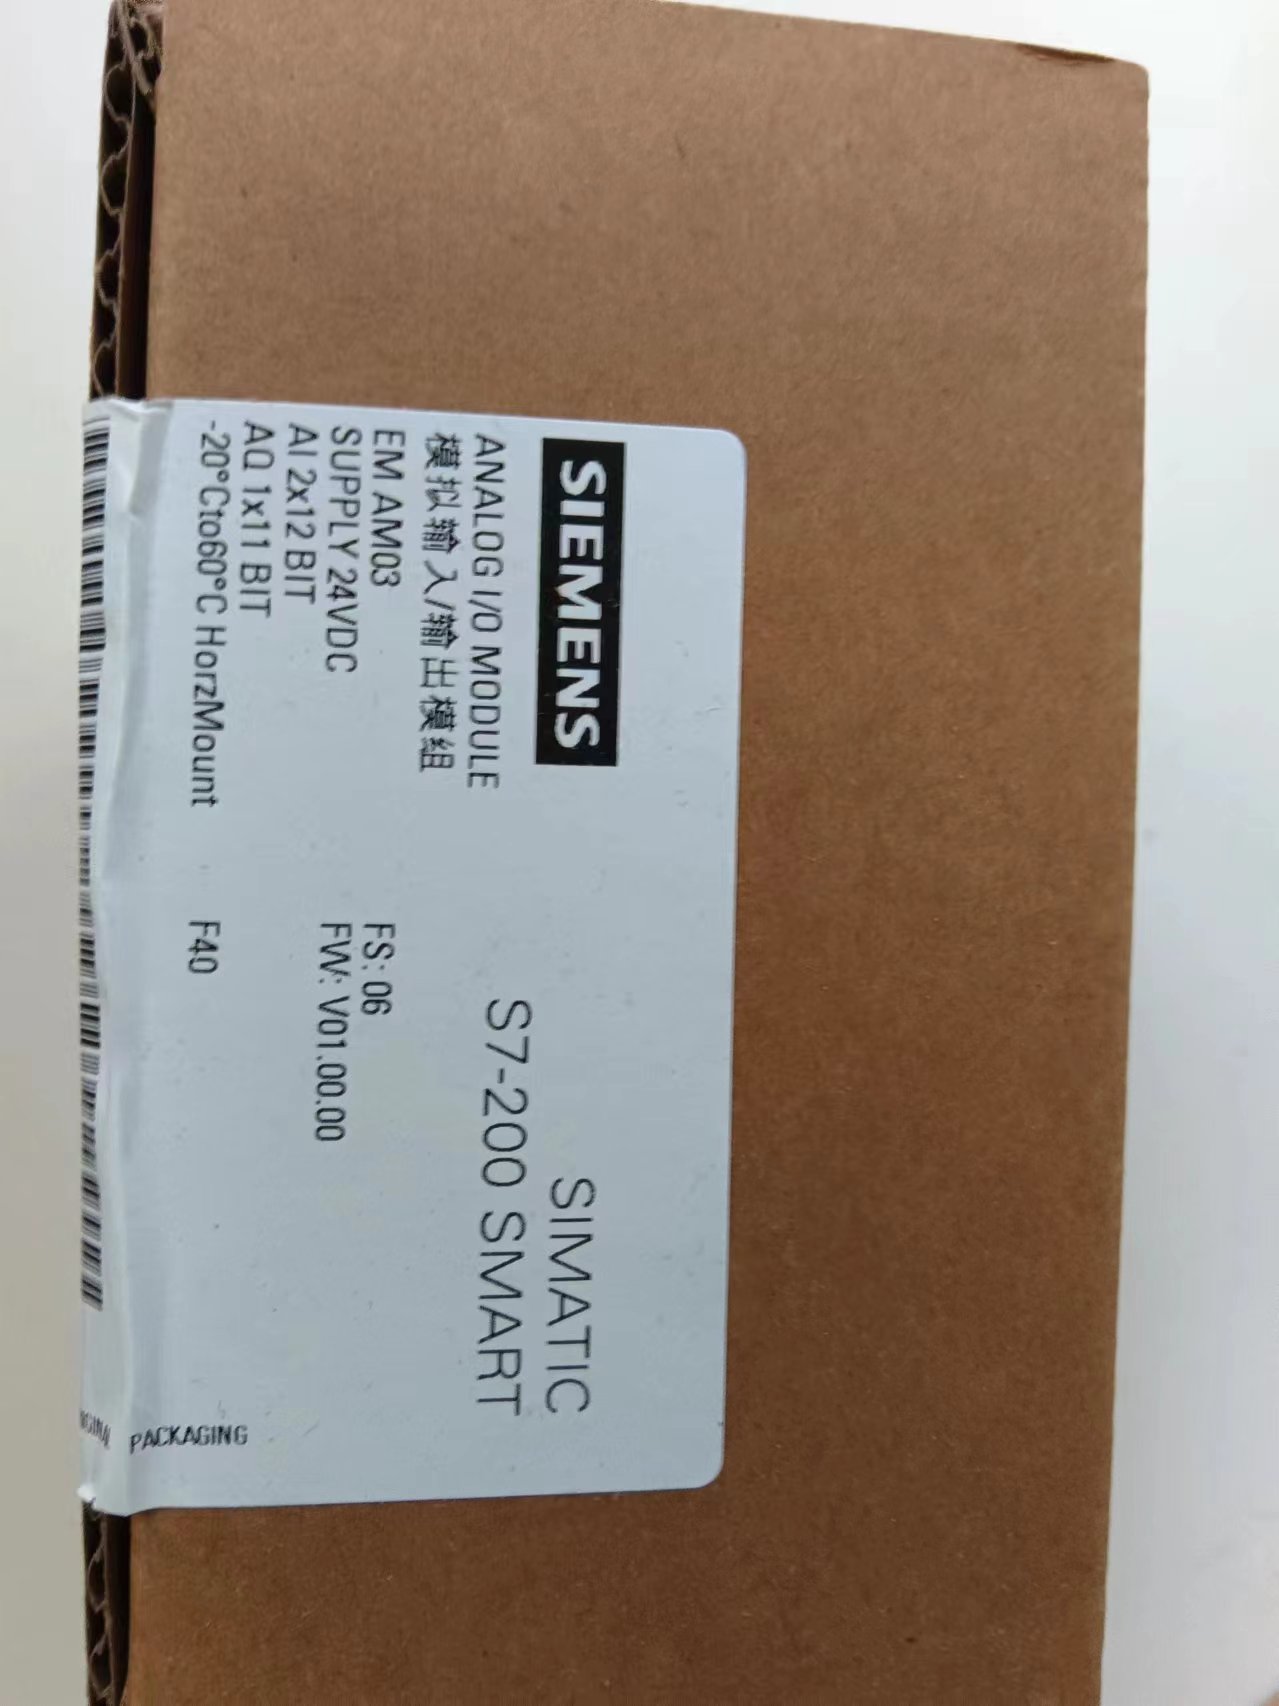 SIEMENS
SIMATIC
S7-200 SMART
ANALOG I/O MODULE
模拟输入/输出模组
EM AM03
FS: 06
SUPPLY 24VDC
FW: V01.00.00
AI 2x12 BIT
AQ 1x11 BIT
-20°Cto60°C HorzMount
F40
PACKAGING